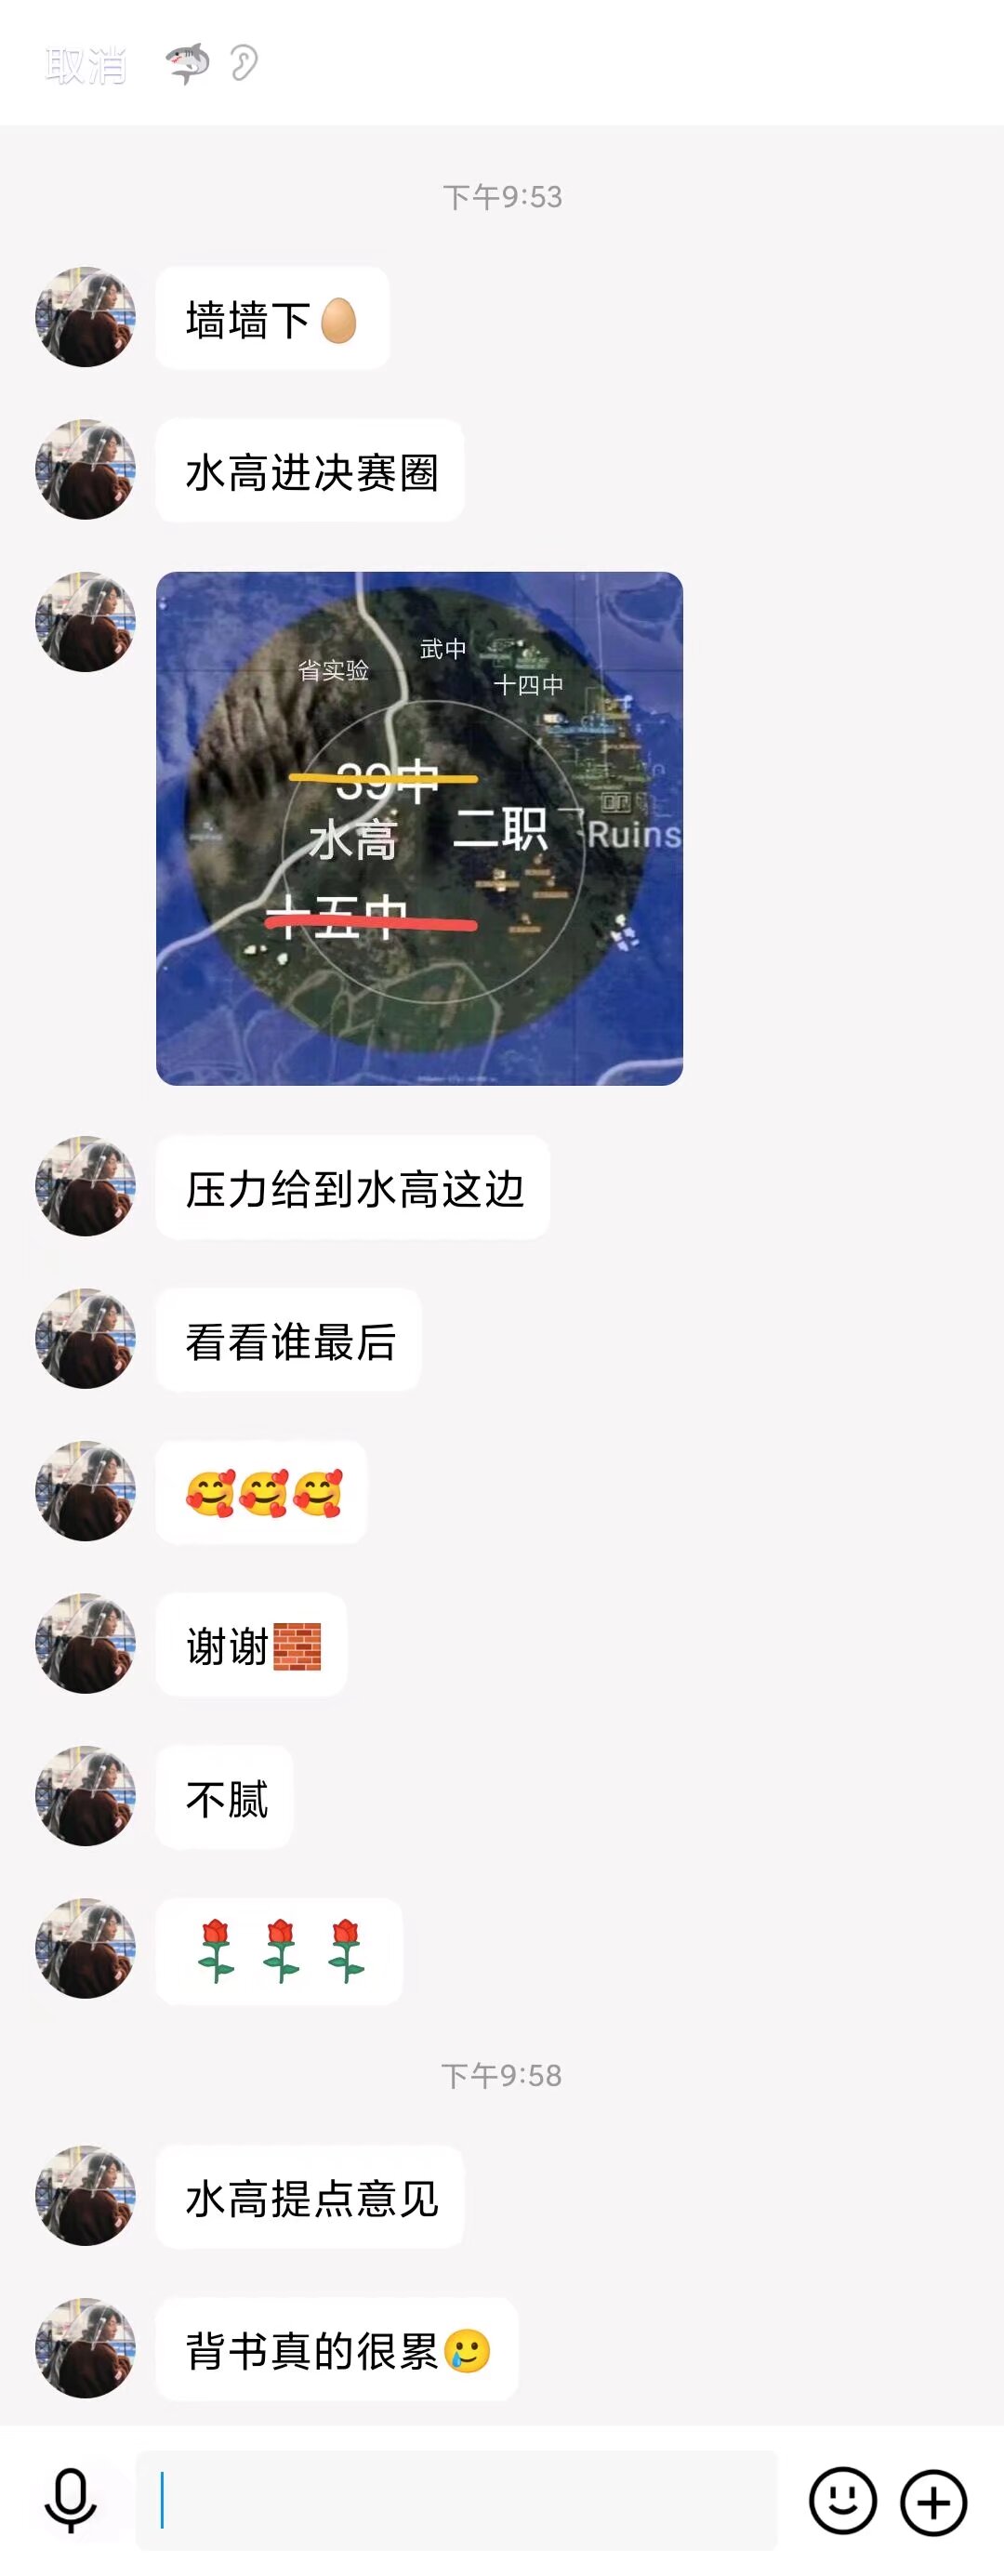 取消 🦈 👂
下午9:53
墙墙下🥚
水高进决赛圈
武中
省实验
十四中
39中
水高
二职
Ruins
十五中
压力给到水高这边
看看谁最后
🥰🥰🥰
谢谢🧱
不腻
🌹🌹🌹
下午9:58
水高提点意见
背书真的很累🥲